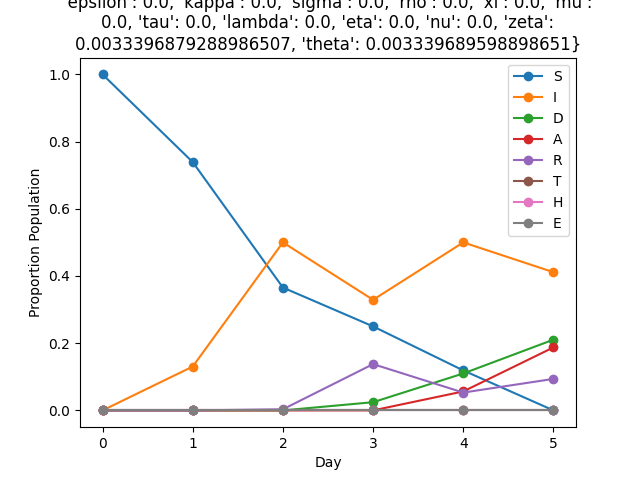 epsilon': 0.0, 'kappa': 0.0, 'sigma': 0.0, 'rho': 0.0, 'xi': 0.0, 'mu':
0.0, 'tau': 0.0, 'lambda': 0.0, 'eta': 0.0, 'nu': 0.0, 'zeta':
0.0033396879288986507, 'theta': 0.003339689598898651}
1.0
0.8
0.6
0.4
0.2
0.0
Proportion Population
S
I
D
A
R
T
H
E
0 1 2 3 4 5
Day